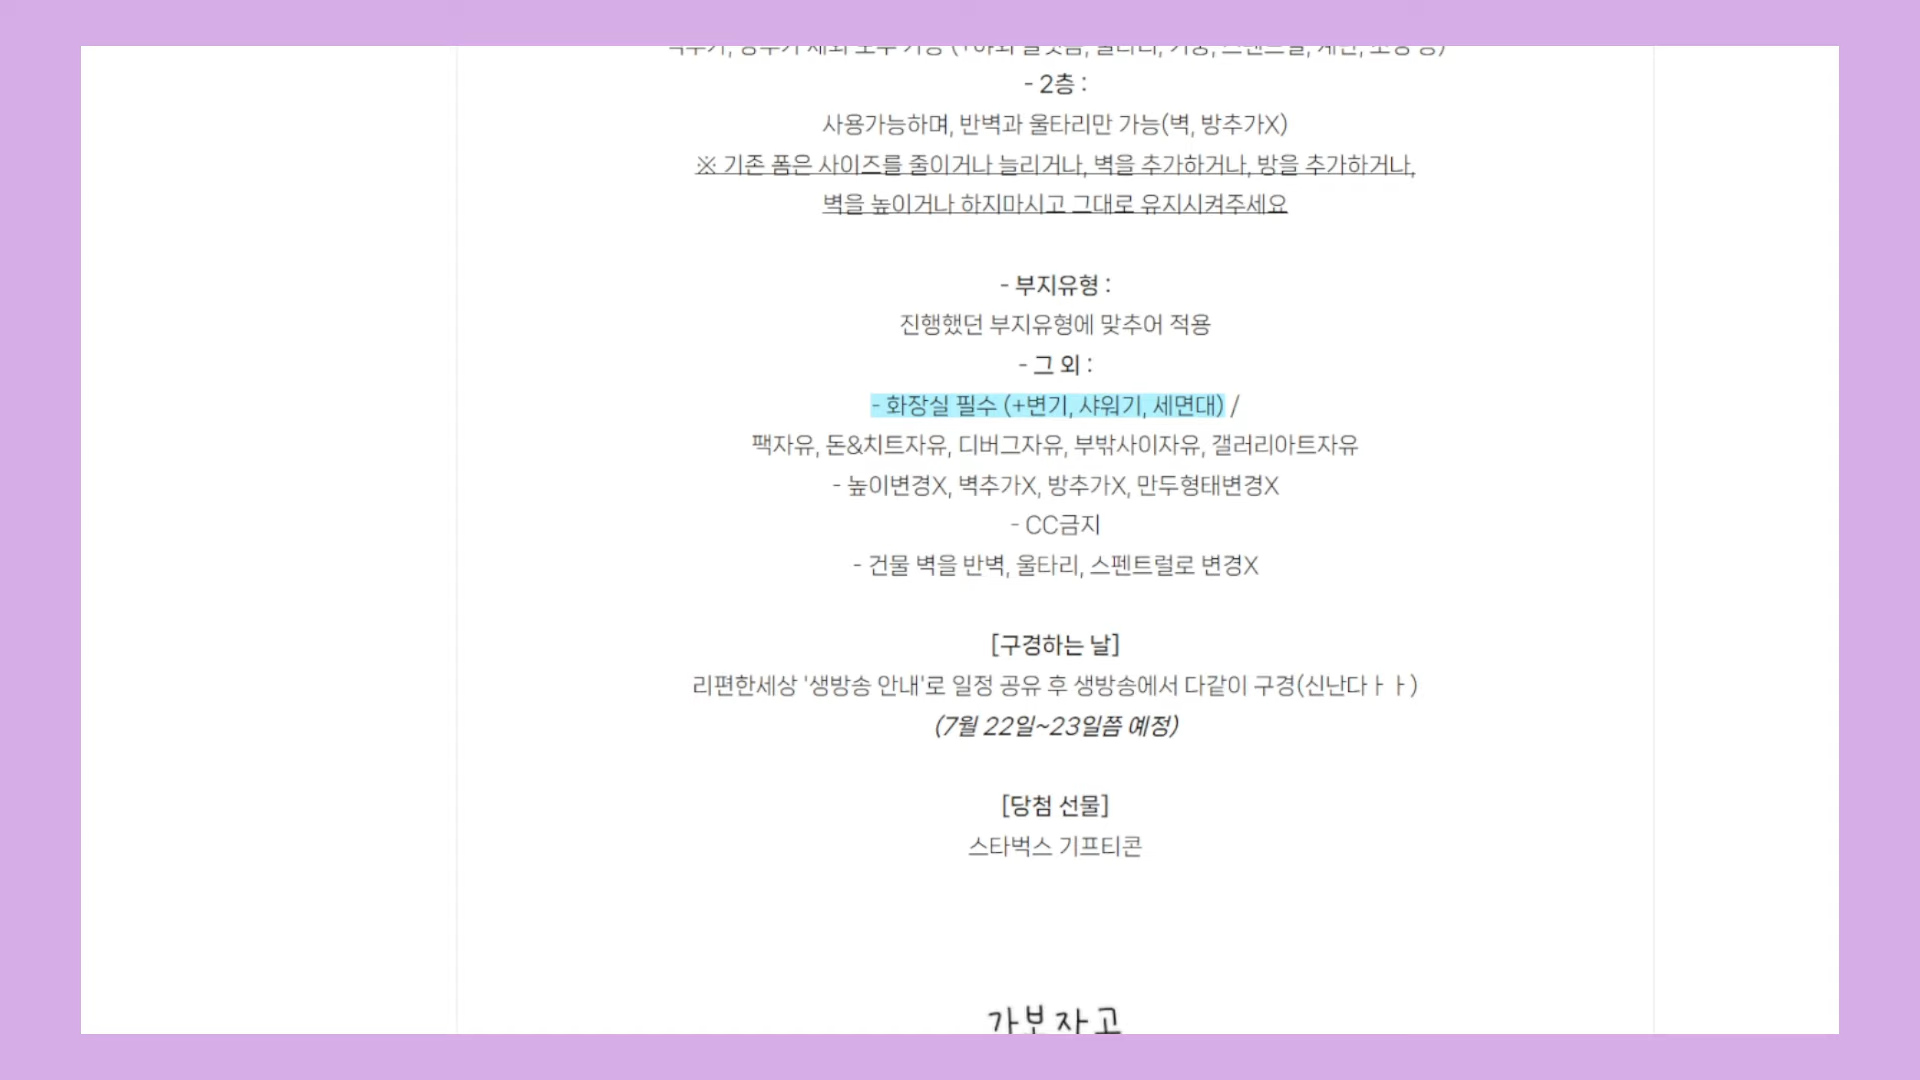 - 2층 :
사용가능하며, 반벽과 울타리만 가능(벽, 방추가X)
※ 기존 폼은 사이즈를 줄이거나 늘리거나, 벽을 추가하거나, 방을 추가하거나,
벽을 높이거나 하지마시고 그대로 유지시켜주세요
- 부지유형 :
진행했던 부지유형에 맞추어 적용
- 그 외 :
- 화장실 필수 (+변기, 샤워기, 세면대) /
팩자유, 돈&치트자유, 디버그자유, 부밖사이자유, 갤러리아트자유
- 높이변경X, 벽추가X, 방추가X, 만두형태변경X
- CC금지
- 건물 벽을 반벽, 울타리, 스펜트럴로 변경X
[구경하는 날]
리편한세상 '생방송 안내'로 일정 공유 후 생방송에서 다같이 구경(신난다ㅏㅏ)
(7월 22일~23일쯤 예정)
[당첨 선물]
스타벅스 기프티콘
가보자고